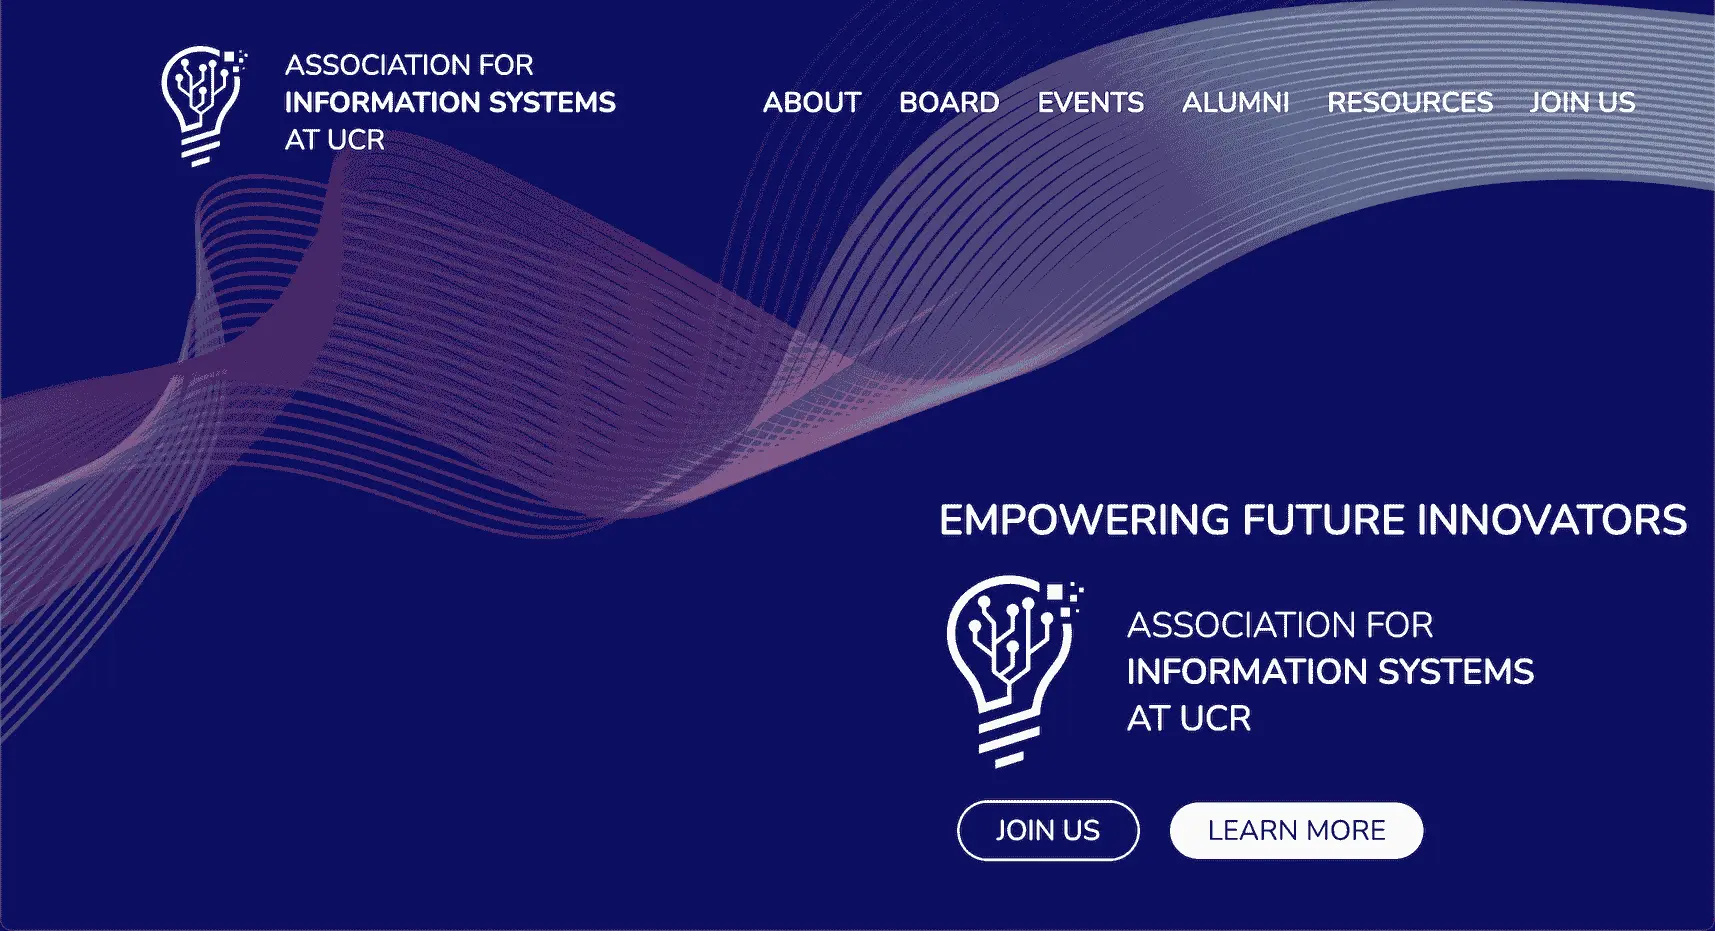 ASSOCIATION FOR
INFORMATION SYSTEMS
AT UCR
ABOUT BOARD EVENTS ALUMNI RESOURCES JOIN US
EMPOWERING FUTURE INNOVATORS
ASSOCIATION FOR
INFORMATION SYSTEMS
AT UCR
JOIN US LEARN MORE